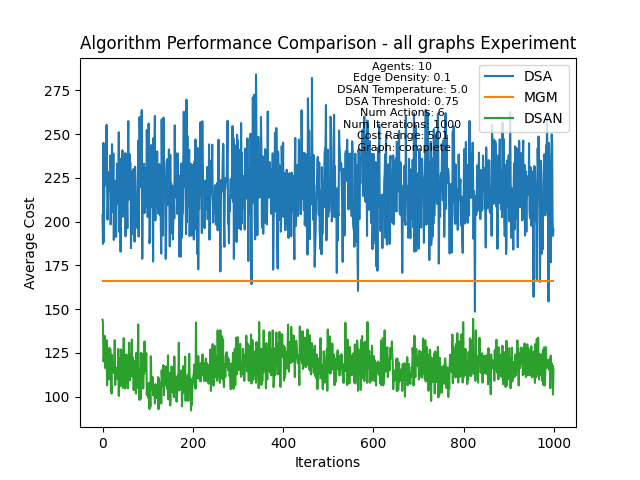 Algorithm Performance Comparison - all graphs Experiment
Agents: 10
Edge Density: 0.1
DSAN Temperature: 5.0
DSA Threshold: 0.75
Num Actions: 6
Num Iterations: 1000
Cost Range: 501
Graph: complete
DSA
MGM
DSAN
Average Cost
275
250
225
200
175
150
125
100
0 200 400 600 800 1000
Iterations